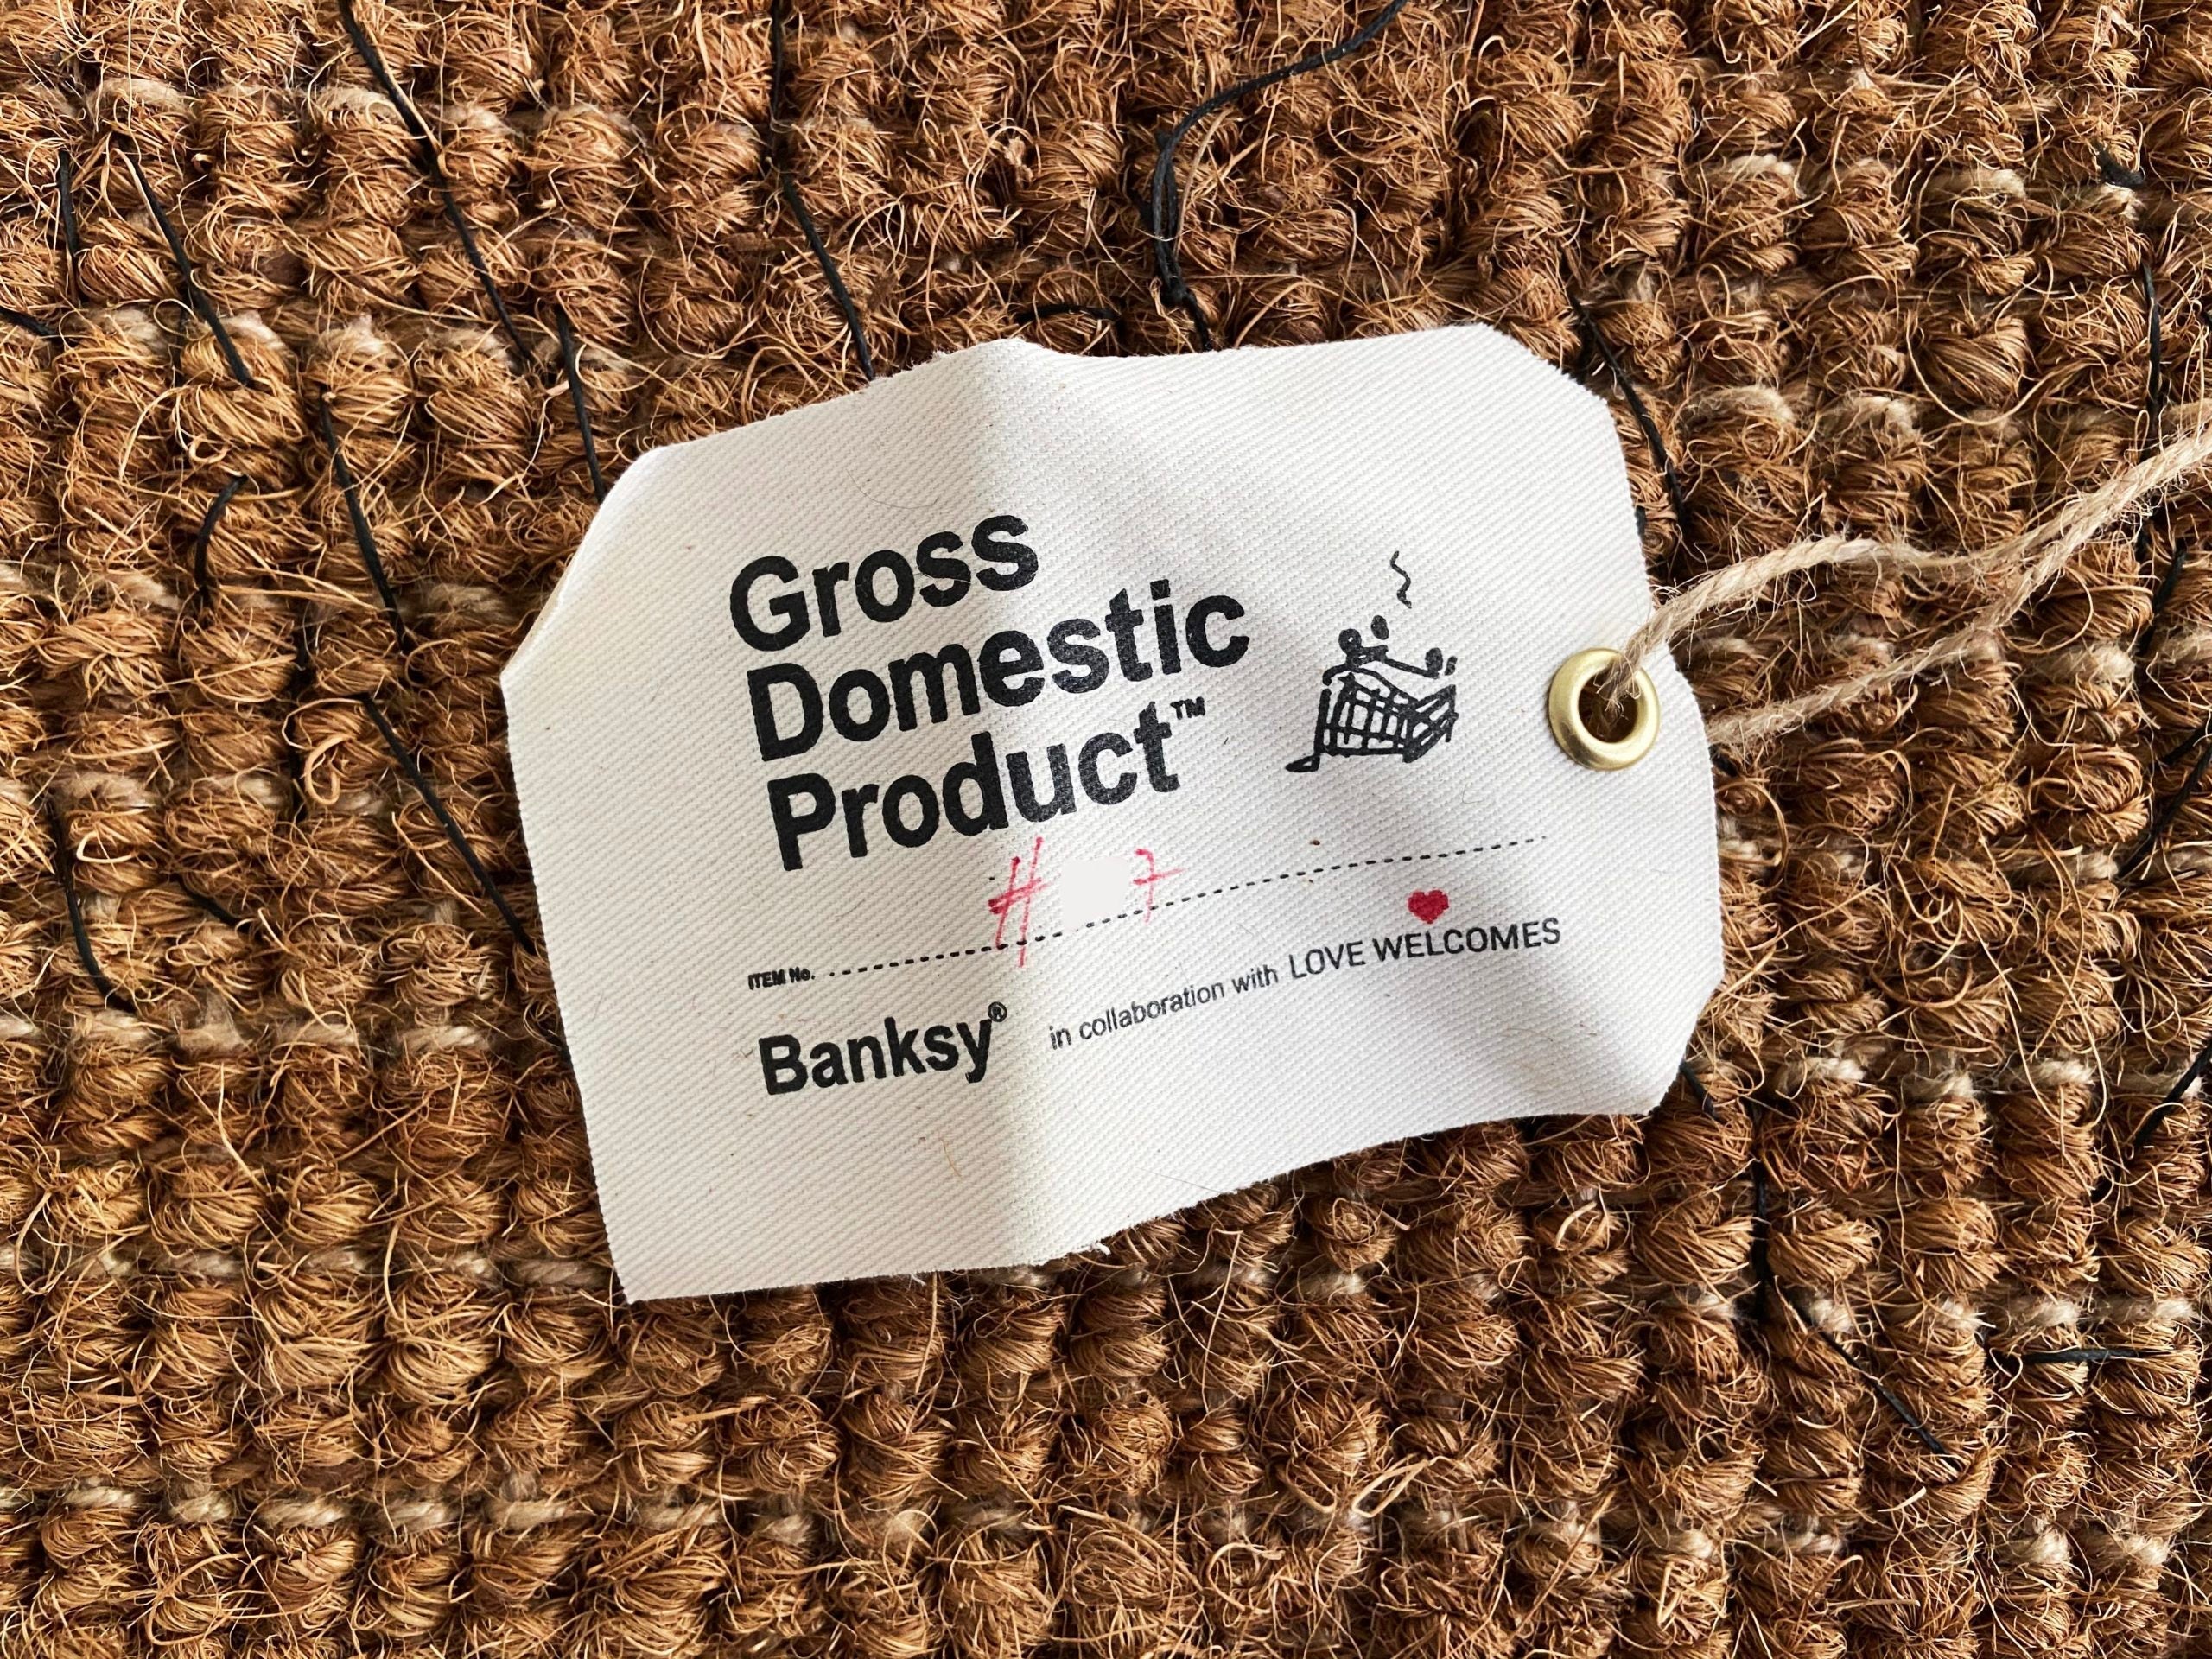 Gross
Domestic
Product™
# 7
ITEM No.
Banksy® in collaboration with LOVE WELCOMES